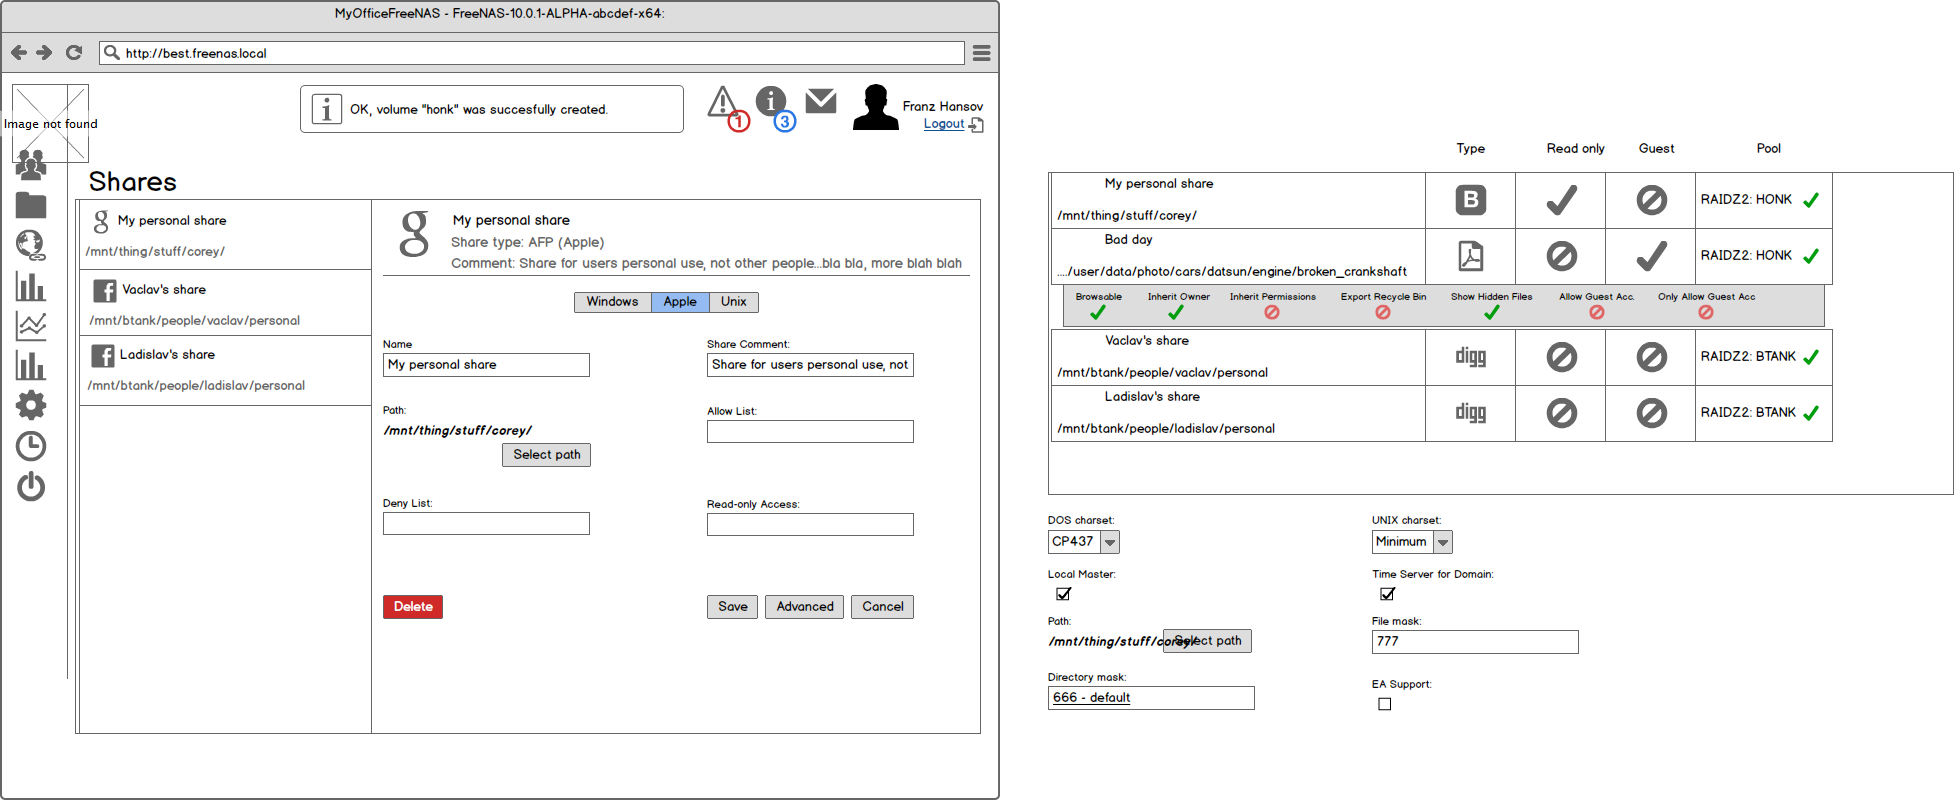 MyOfficeFreeNAS - FreeNAS-10.0.1-ALPHA-abcdef-x64:
http://best.freenas.local
Image not found
OK, volume "honk" was succesfully created.
1
3
Franz Hansov
Logout
Shares
My personal share
/mnt/thing/stuff/corey/
Vaclav's share
/mnt/btank/people/vaclav/personal
Ladislav's share
/mnt/btank/people/ladislav/personal
My personal share
Share type: AFP (Apple)
Comment: Share for users personal use, not other people...bla bla, more blah blah
Windows Apple Unix
Name
My personal share
Share Comment:
Share for users personal use, not
Path:
/mnt/thing/stuff/corey/
Select path
Allow List:
Deny List:
Read-only Access:
Delete
Save Advanced Cancel
Type Read only Guest Pool
My personal share
/mnt/thing/stuff/corey/
B
RAIDZ2: HONK
Bad day
..../user/data/photo/cars/datsun/engine/broken_crankshaft
RAIDZ2: HONK
Browsable Inherit Owner Inherit Permissions Export Recycle Bin Show Hidden Files Allow Guest Acc. Only Allow Guest Acc
Vaclav's share
/mnt/btank/people/vaclav/personal
digg
RAIDZ2: BTANK
Ladislav's share
/mnt/btank/people/ladislav/personal
digg
RAIDZ2: BTANK
DOS charset:
CP437
UNIX charset:
Minimum
Local Master:
Time Server for Domain:
Path:
/mnt/thing/stuff/corey/
Select path
File mask:
777
Directory mask:
666 - default
EA Support: